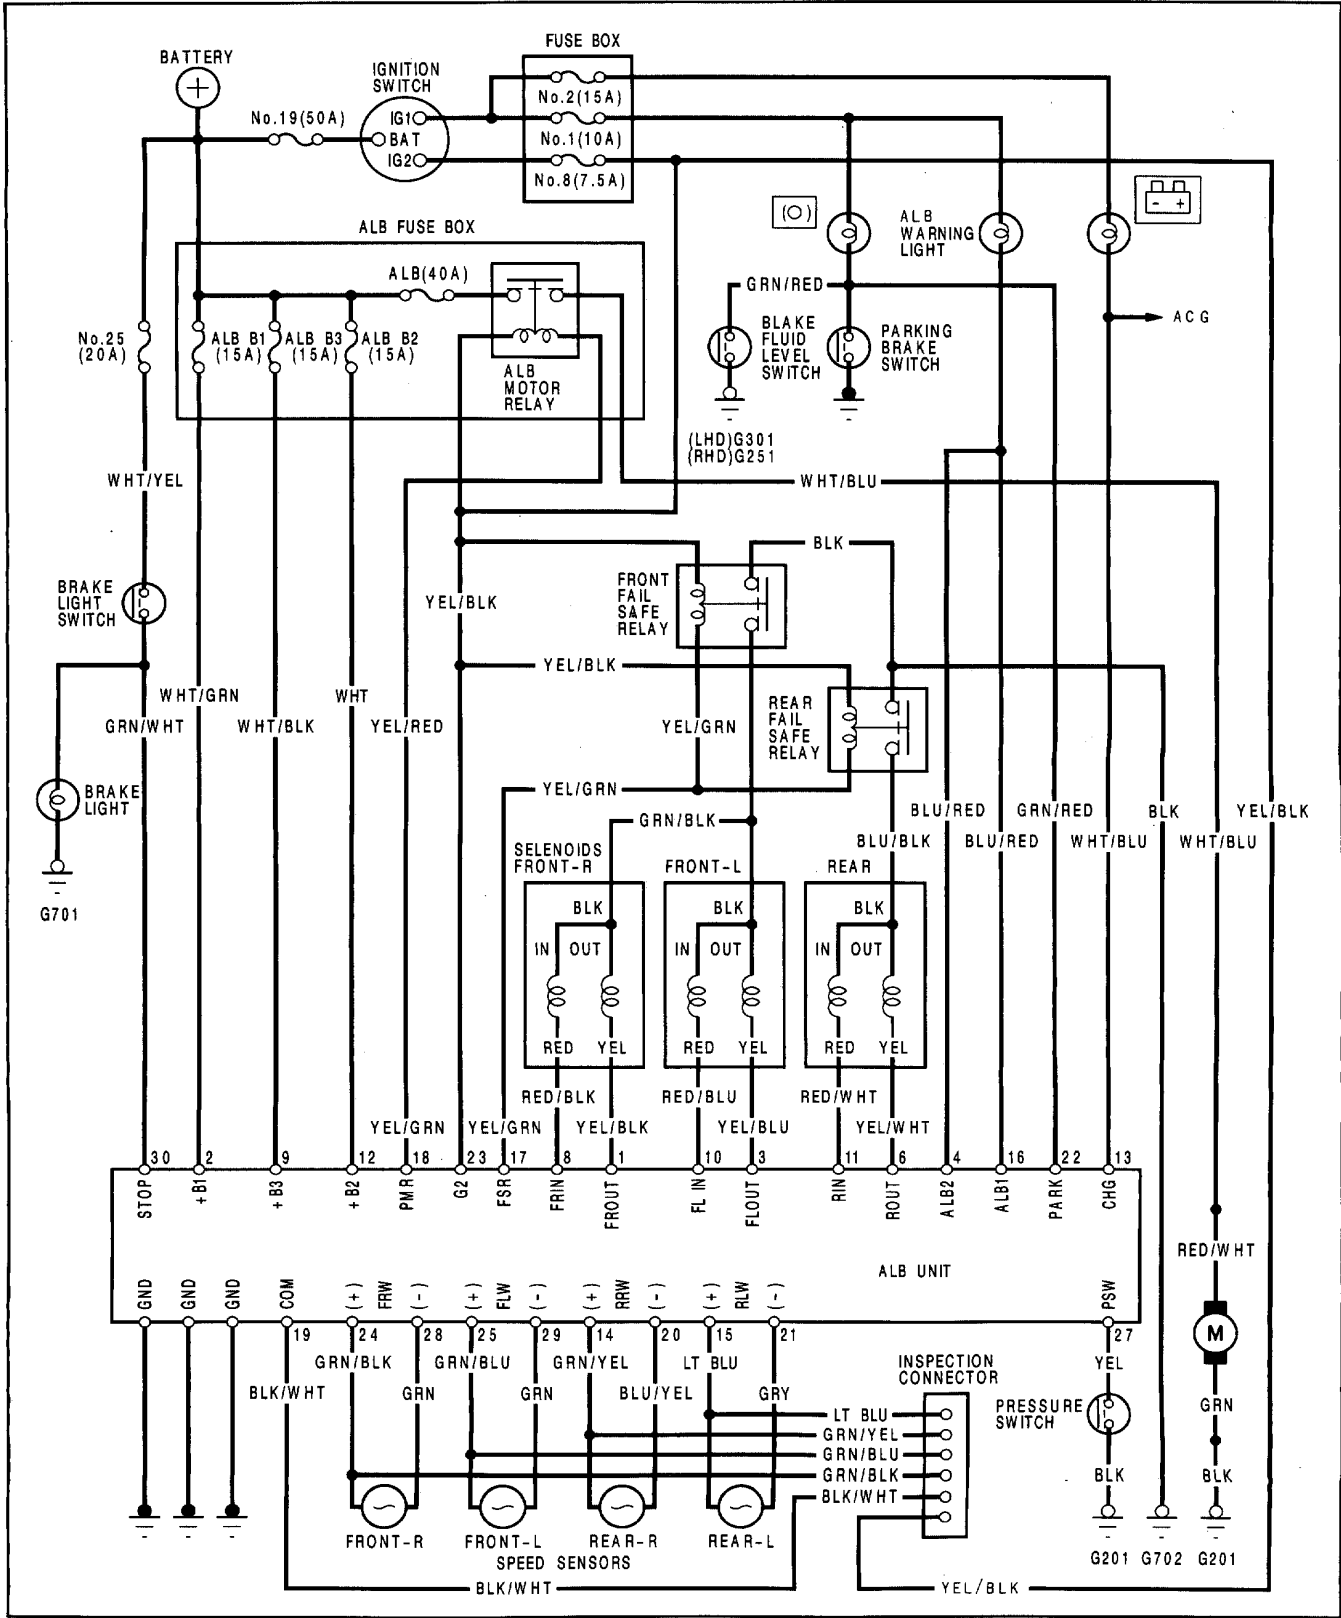 FUSE BOX
BATTERY
IGNITION
SWITCH
No.2(15A)
No.19(50A)
IG1
BAT
No.1(10A)
IG2
No.8(7.5A)
+
- +
(O)
ALB
WARNING
LIGHT
ALB FUSE BOX
ALB(40A)
GRN/RED
No.25
(20A)
ALB B1
(15A)
ALB B3
(15A)
ALB B2
(15A)
BLAKE
FLUID
LEVEL
SWITCH
PARKING
BRAKE
SWITCH
ACG
ALB
MOTOR
RELAY
(LHD)G301
(RHD)G251
WHT/YEL
WHT/BLU
BLK
BRAKE
LIGHT
SWITCH
YEL/BLK
FRONT
FAIL
SAFE
RELAY
YEL/BLK
WHT/GRN
WHT
GRN/WHT
WHT/BLK
YEL/RED
YEL/GRN
REAR
FAIL
SAFE
RELAY
BRAKE
LIGHT
YEL/GRN
GRN/BLK
BLU/RED
GRN/RED
BLK
YEL/BLK
BLU/BLK
BLU/RED
WHT/BLU
WHT/BLU
SELENOIDS
FRONT-R
FRONT-L
REAR
G701
BLK
BLK
BLK
IN OUT
IN OUT
IN OUT
RED YEL
RED YEL
RED YEL
RED/BLK
RED/BLU
RED/WHT
YEL/GRN
YEL/GRN
YEL/BLK
YEL/BLU
YEL/WHT
30 2 9 12 18 23 17 8 1 10 3 11 6 4 16 22 13
STOP
+B1
+B3
+B2
PMR
G2
FSR
FRIN
FROUT
FL IN
FLOUT
RIN
ROUT
ALB2
ALB1
PARK
CHG
RED/WHT
ALB UNIT
GND
GND
GND
COM
(+)
FRW
(-)
(+)
FLW
(-)
(+)
RRW
(-)
(+)
RLW
(-)
PSW
19 24 28 25 29 14 20 15 21 27
M
GRN/BLK
GRN/BLU
GRN/YEL
LT BLU
INSPECTION
CONNECTOR
YEL
BLK/WHT
GRN
GRN
BLU/YEL
GRY
LT BLU
GRN/YEL
GRN/BLU
GRN/BLK
BLK/WHT
PRESSURE
SWITCH
GRN
BLK
BLK
FRONT-R
FRONT-L
REAR-R
REAR-L
SPEED SENSORS
G201 G702 G201
BLK/WHT
YEL/BLK